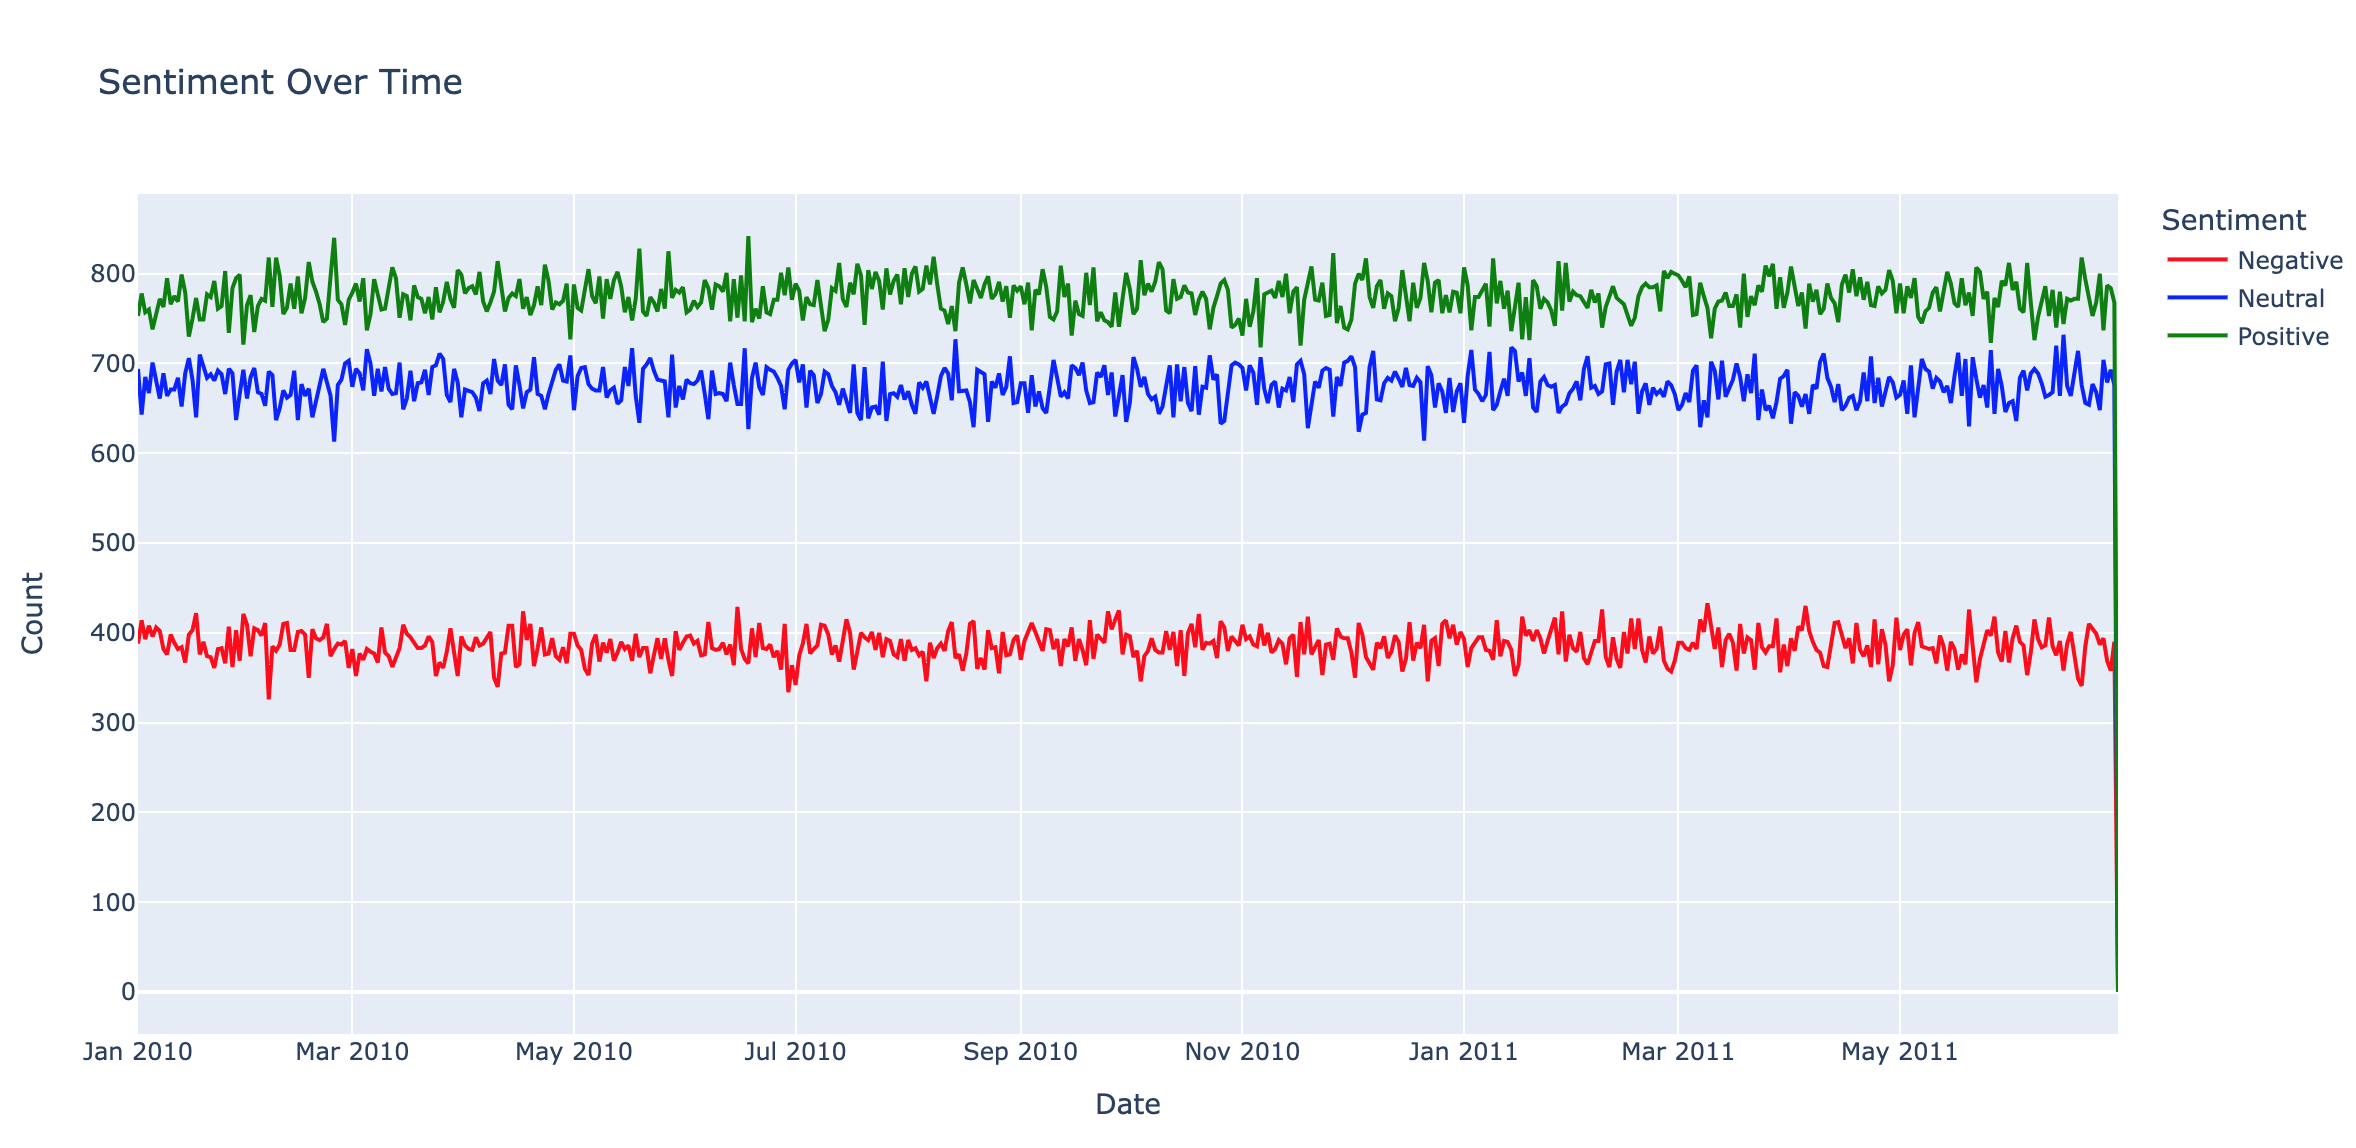 Sentiment Over Time
Sentiment
Negative
Neutral
Positive
800
700
600
500
400
300
200
100
0
Count
Jan 2010 Mar 2010 May 2010 Jul 2010 Sep 2010 Nov 2010 Jan 2011 Mar 2011 May 2011
Date